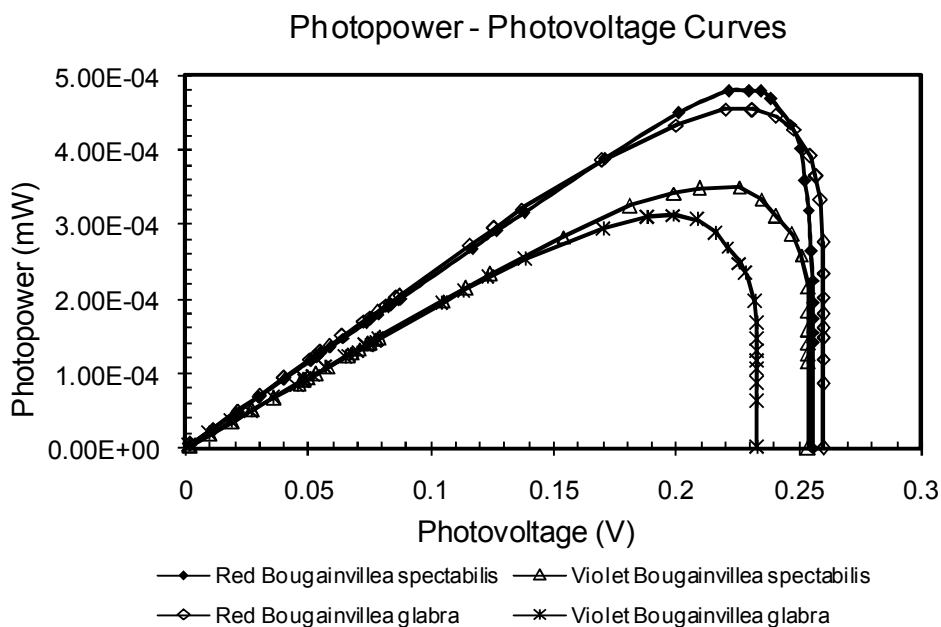 Photopower - Photovoltage Curves
5.00E-04
4.00E-04
3.00E-04
2.00E-04
1.00E-04
0.00E+00
Photopower (mW)
0 0.05 0.1 0.15 0.2 0.25 0.3
Photovoltage (V)
Red Bougainvillea spectabilis Violet Bougainvillea spectabilis
Red Bougainvillea glabra Violet Bougainvillea glabra